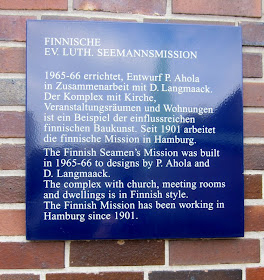 FINNISCHE
EV. LUTH. SEEMANNSMISSION
1965-66 errichtet, Entwurf P. Ahola
in Zusammenarbeit mit D. Langmaack.
Der Komplex mit Kirche,
Veranstaltungsräumen und Wohnungen
ist ein Beispiel der einflussreichen
finnischen Baukunst. Seit 1901 arbeitet
die finnische Mission in Hamburg.
The Finnish Seamen's Mission was built
in 1965-66 to designs by P. Ahola and
D. Langmaack.
The complex with church, meeting rooms
and dwellings is in Finnish style.
The Finnish Mission has been working in
Hamburg since 1901.